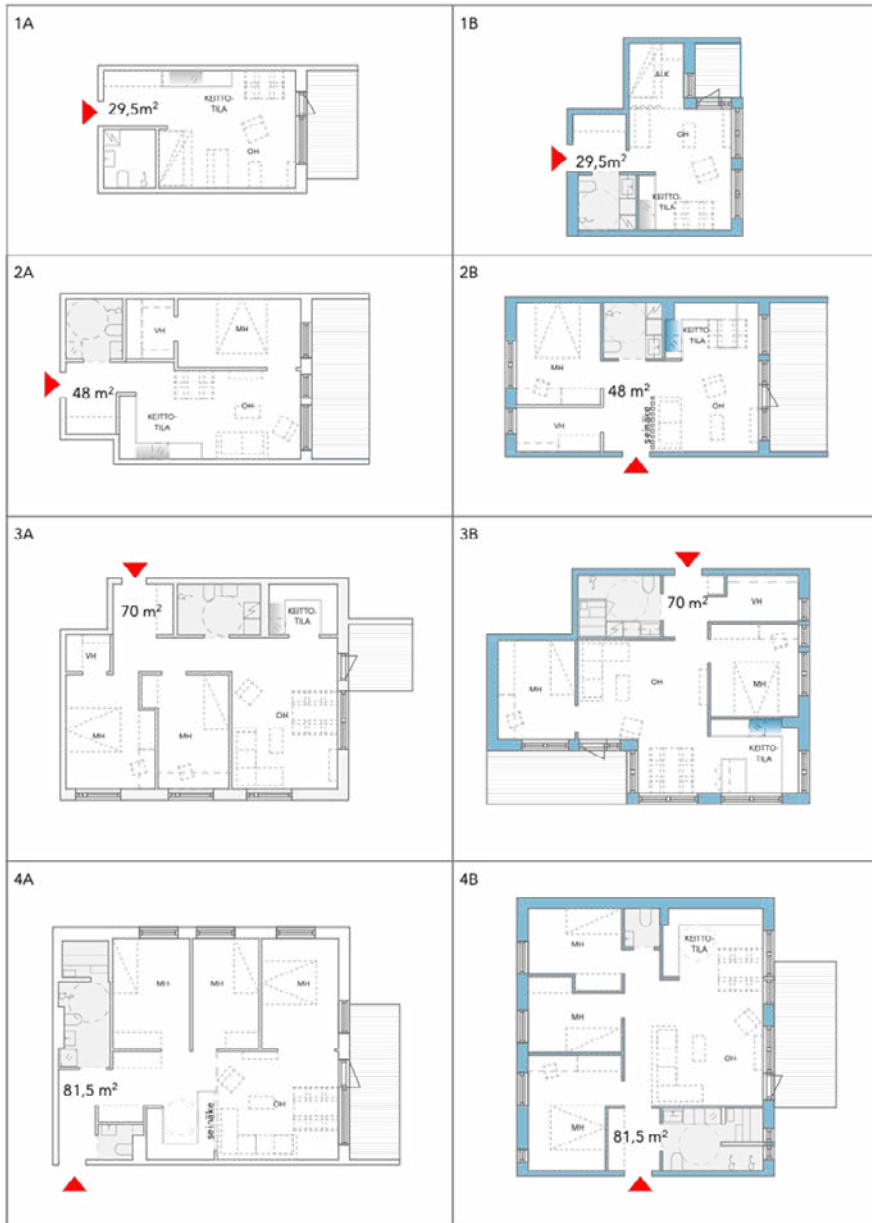 1A
29,5m²
KEITTO-
TILA
OH
1B
ALK
OH
29,5m²
KEITTO-
TILA
2A
VH
MH
48 m²
KEITTO-
TILA
OH
2B
MH
KEITTO-
TILA
48 m²
OH
VH
seinäke
3A
70 m²
KEITTO-
TILA
VH
MH
MH
OH
3B
70 m²
VH
MH
OH
MH
KEITTO-
TILA
4A
MH
MH
MH
81,5 m²
seinäke
OH
4B
MH
KEITTO-
TILA
MH
OH
MH
81,5 m²